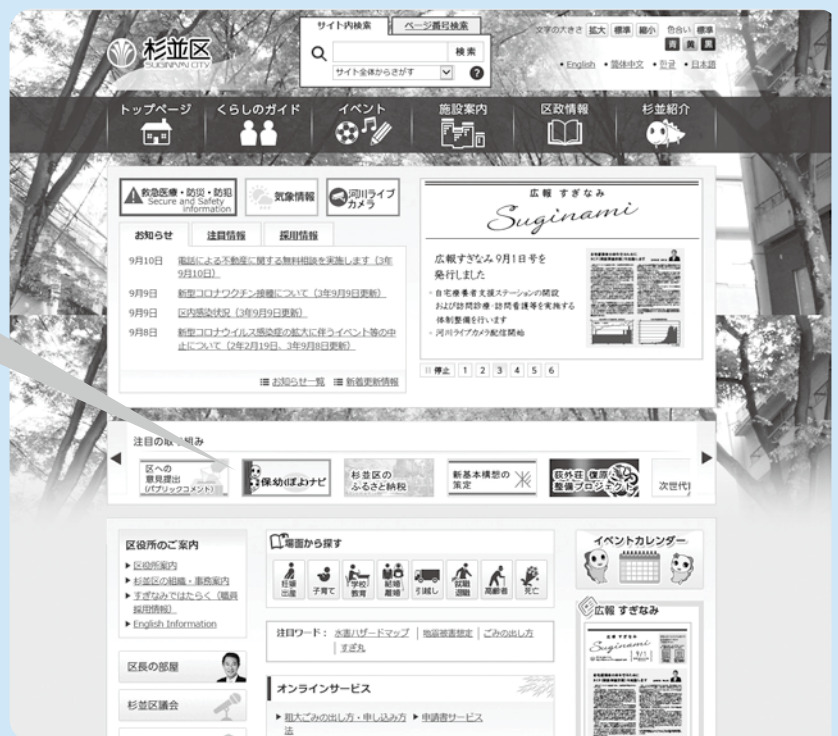 杉並区
SUGINAMI CITY
サイト内検索
ページ番号検索
検索
サイト全体からさがす
?
文字の大きさ 拡大 標準 縮小 色合い 標準
青 黄 黒
• English • 簡体中文 • 한글 • 日本語
トップページ
くらしのガイド
イベント
施設案内
区政情報
杉並紹介
救急医療・防災・防犯
Secure and Safety
information
気象情報
河川ライブ
カメラ
お知らせ
注目情報
採用情報
9月10日 電話による不動産に関する無料相談を実施します(3年
9月10日)
9月9日 新型コロナワクチン接種について(3年9月9日更新)
9月9日 区内感染状況(3年9月9日更新)
9月8日 新型コロナウイルス感染症の拡大に伴うイベント等の中
止について(2年2月19日、3年9月8日更新)
お知らせ一覧 新着更新情報
広報 すぎなみ
Suginami
広報すぎなみ 9月1日号を
発行しました
・自宅療養者支援ステーションの開設
および訪問診療・訪問看護等を実施する
体制整備を行います
・河川ライブカメラ配信開始
停止 1 2 3 4 5 6
注目の取り組み
区への
意見提出
(パブリックコメント)
保幼ぽよナビ
杉並区の
ふるさと納税
新基本構想の
策定
荻外荘 復原
整備プロジェクト
次世代
区役所のご案内
区役所案内
杉並区の組織・事務案内
すぎなみではたらく(職員
採用情報)
English Information
区長の部屋
杉並区議会
場面から探す
妊娠
出産
子育て
学校
教育
結婚
離婚
引越し
就職
退職
高齢者
死亡
注目ワード: 水害ハザードマップ | 地震被害想定 | ごみの出し方
| すぎ丸
オンラインサービス
粗大ごみの出し方・申し込み方
法
申請書サービス
イベントカレンダー
広報 すぎなみ
広報 すぎなみ
Suginami
9/1